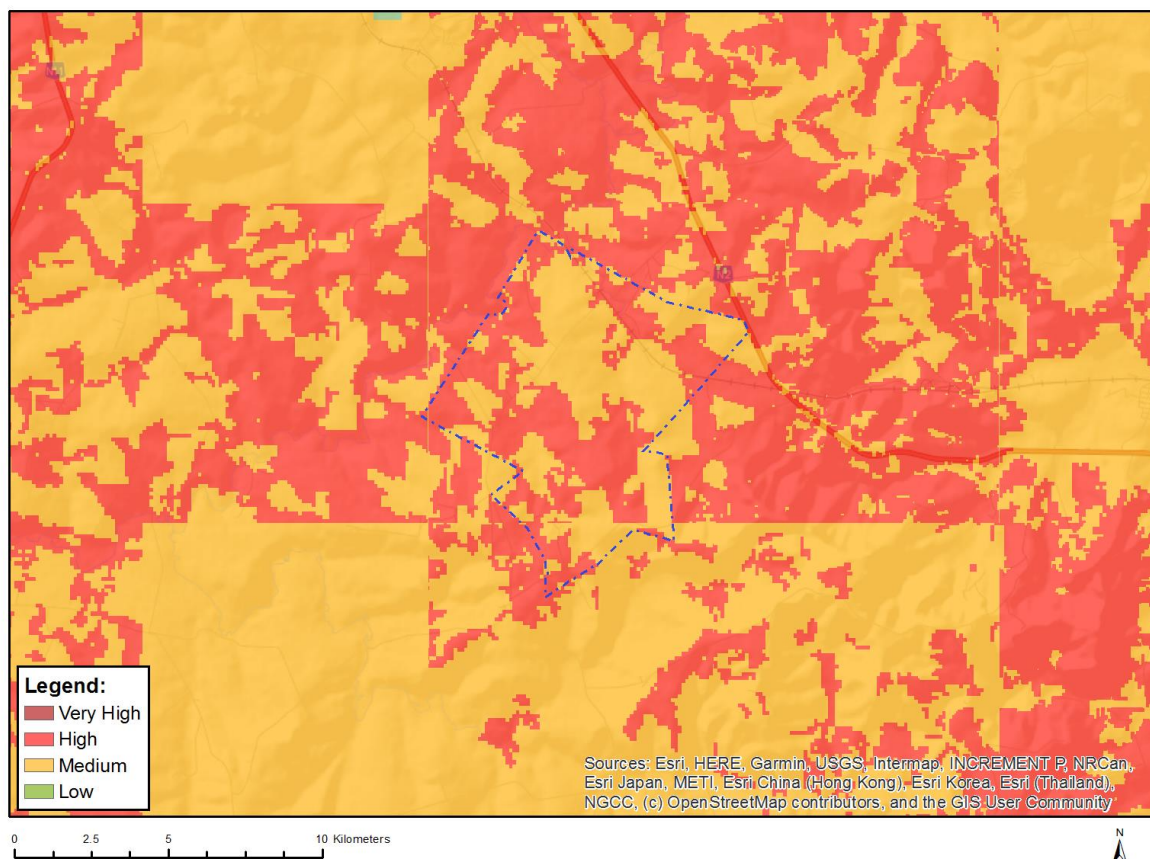 Legend:
Very High
High
Medium
Low
Sources: Esri, HERE, Garmin, USGS, Intermap, INCREMENT P, NRCan,
Esri Japan, METI, Esri China (Hong Kong), Esri Korea, Esri (Thailand),
NGCC, (c) OpenStreetMap contributors, and the GIS User Community
0 2.5 5 10 Kilometers
N